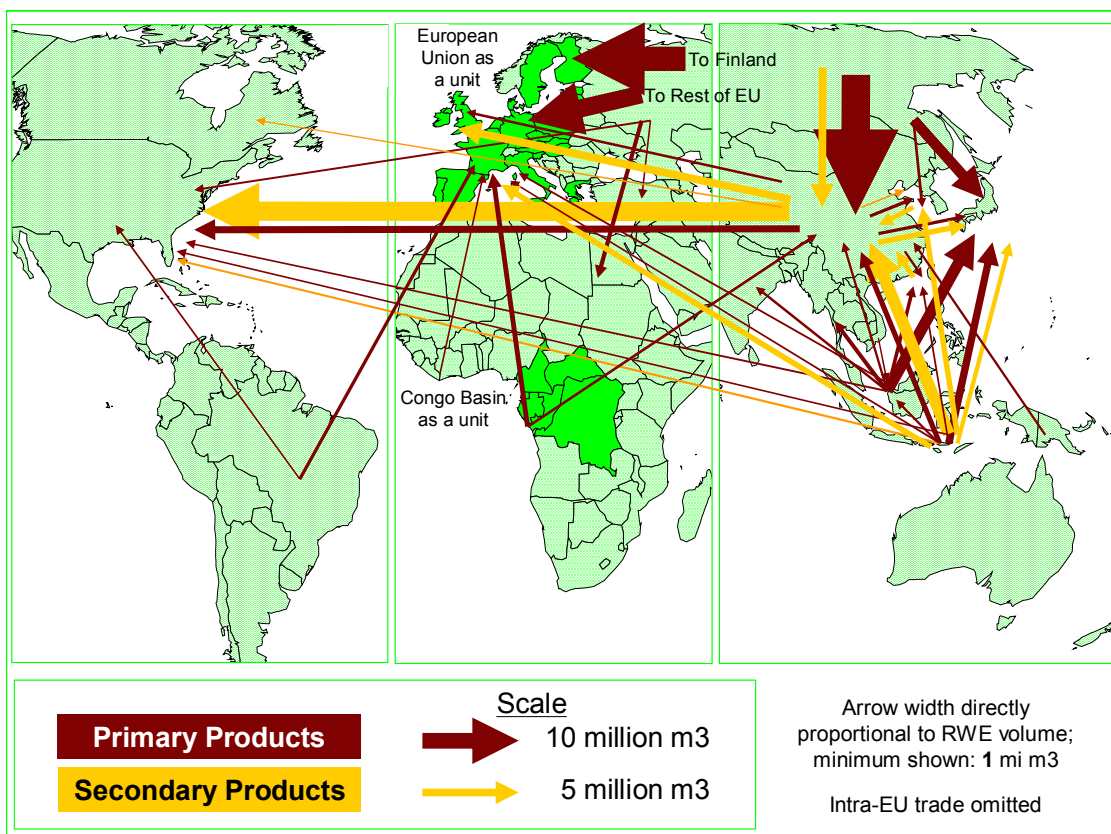 European
Union as
a unit
To Finland
To Rest of EU
Congo Basin
as a unit
Scale
Primary Products
10 million m3
Secondary Products
5 million m3
Arrow width directly
proportional to RWE volume;
minimum shown: 1 mi m3
Intra-EU trade omitted